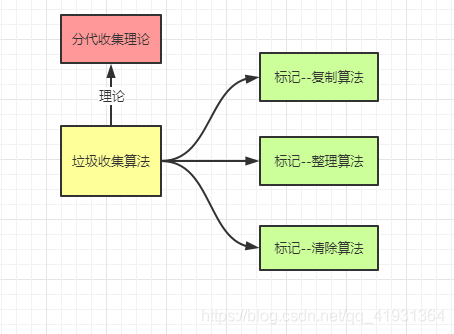 分代收集理论
理论
垃圾收集算法
标记--复制算法
标记--整理算法
标记--清除算法
https://blog.csdn.net/qq_41931364